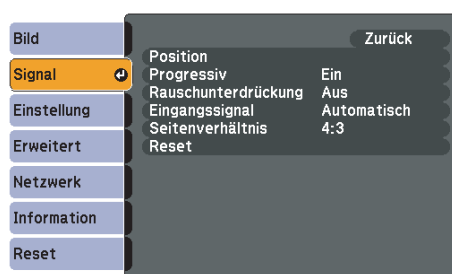 Bild
Signal
Einstellung
Erweitert
Netzwerk
Information
Reset
Zurück
Position
Progressiv Ein
Rauschunterdrückung Aus
Eingangssignal Automatisch
Seitenverhältnis 4:3
Reset